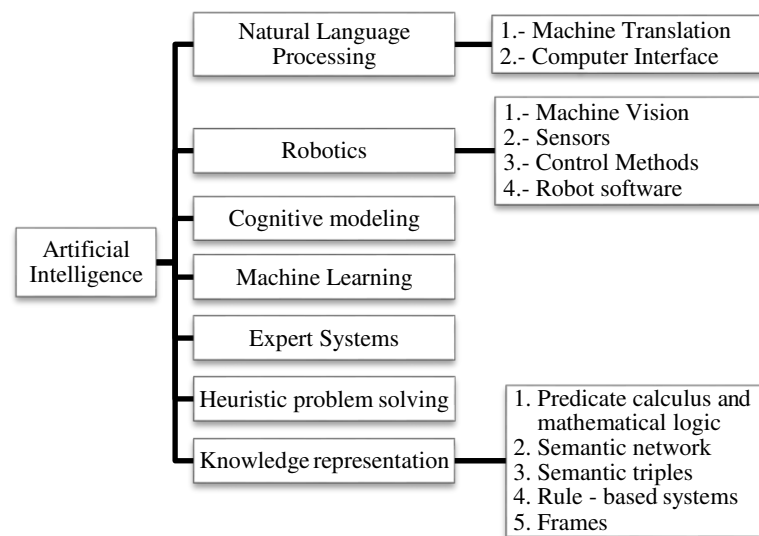 Artificial
Intelligence
Natural Language
Processing
1.- Machine Translation
2.- Computer Interface
Robotics
1.- Machine Vision
2.- Sensors
3.- Control Methods
4.- Robot software
Cognitive modeling
Machine Learning
Expert Systems
Heuristic problem solving
Knowledge representation
1. Predicate calculus and
mathematical logic
2. Semantic network
3. Semantic triples
4. Rule - based systems
5. Frames